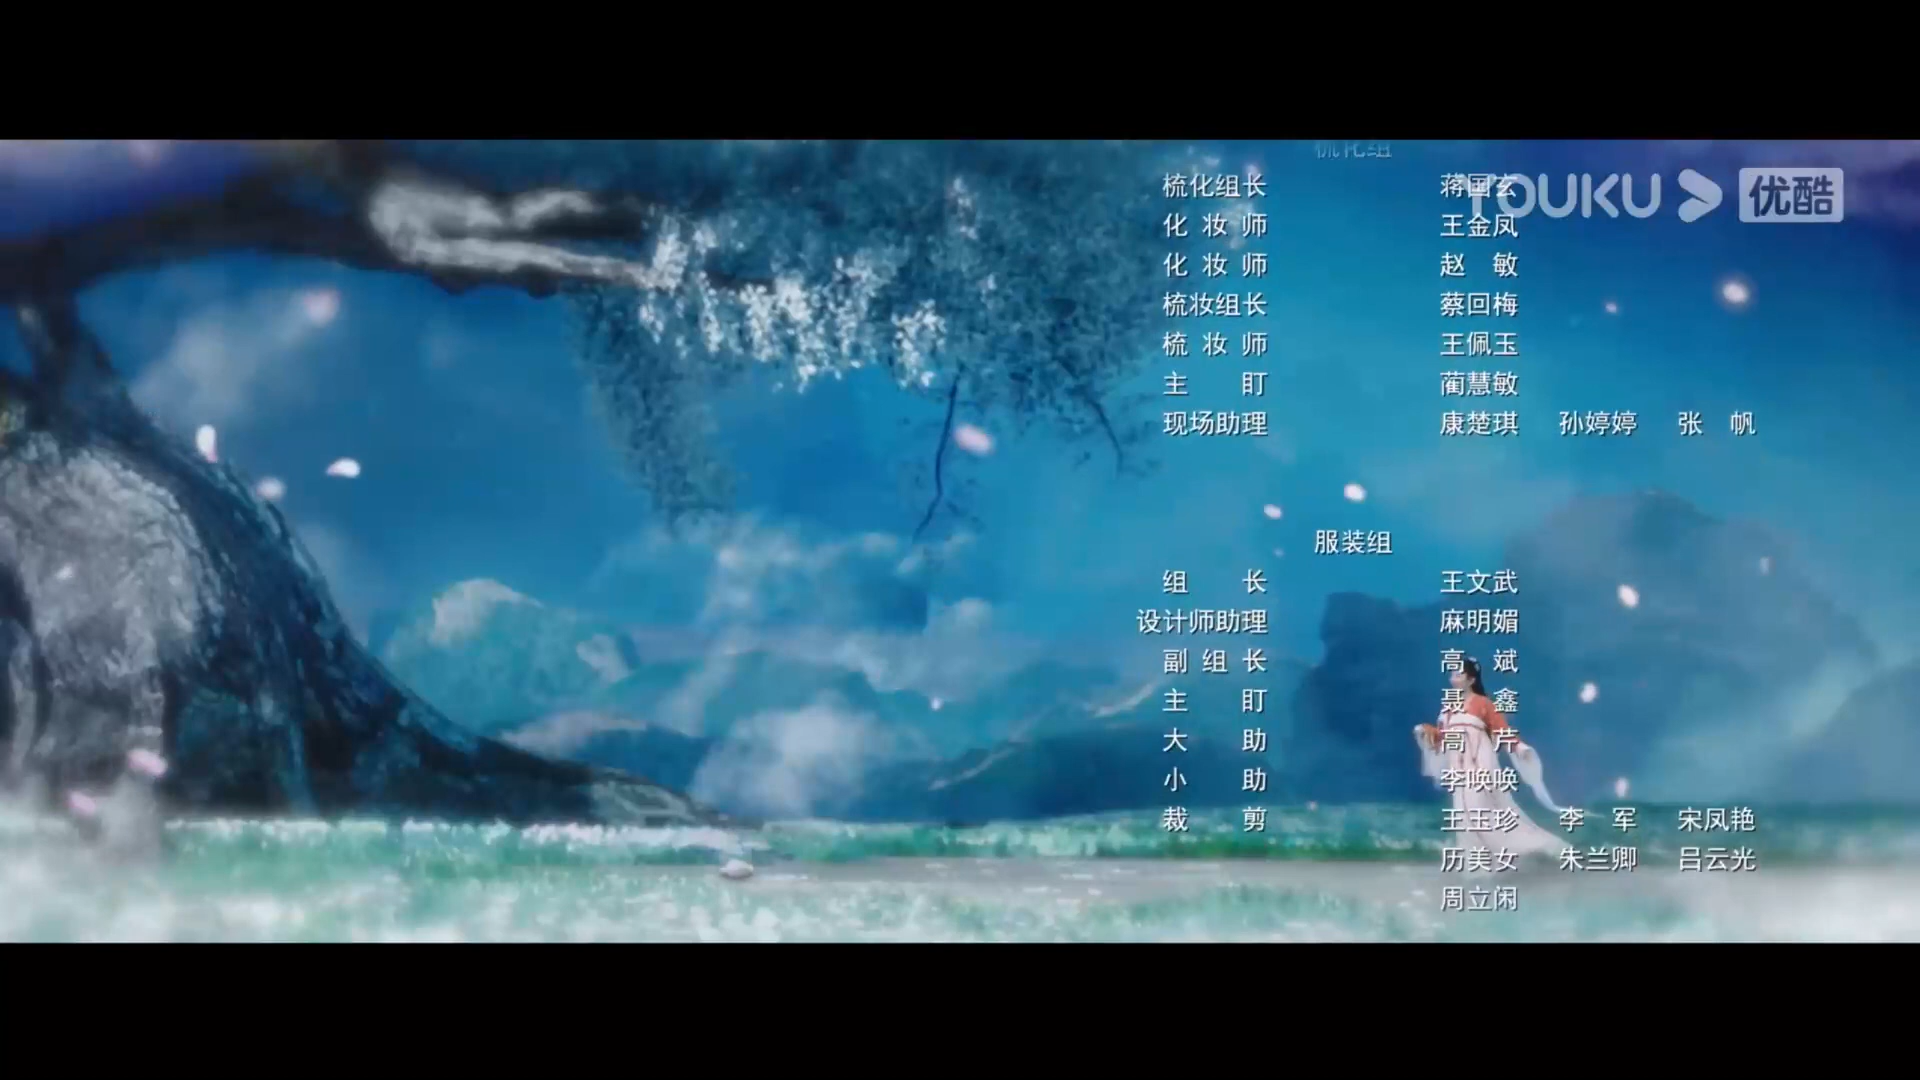 梳化组
YOUKU 优酷
梳化组长 蒋国玄
化妆师 王金凤
化妆师 赵敏
梳妆组长 蔡回梅
梳妆师 王佩玉
主盯 蔺慧敏
现场助理 康楚琪 孙婷婷 张帆
服装组
组长 王文武
设计师助理 麻明媚
副组长 高斌
主盯 聂鑫
大助 高芹
小助 李唤唤
裁剪 王玉珍 李军 宋凤艳
历美女 朱兰卿 吕云光
周立闲